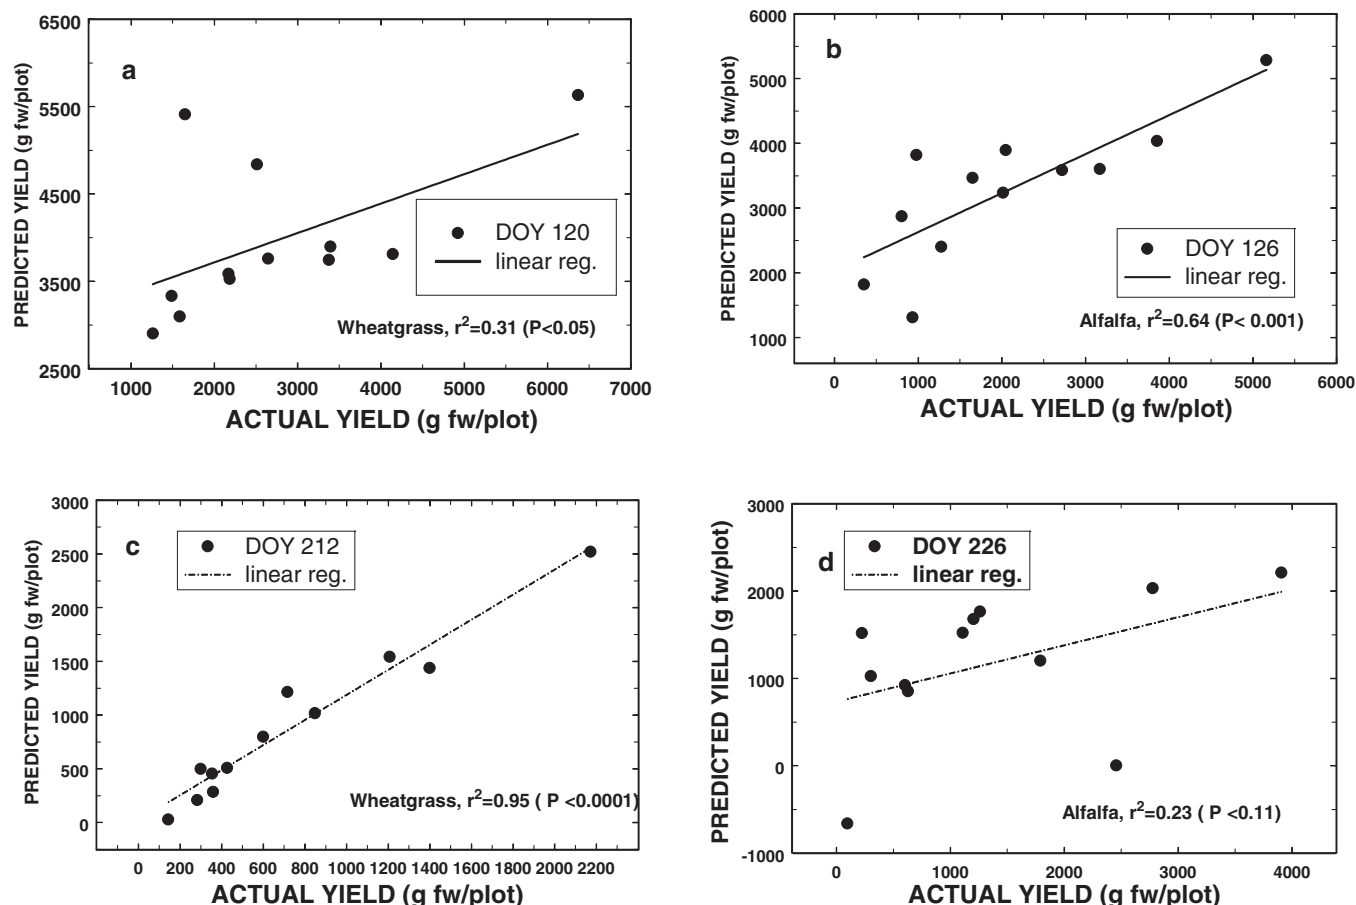 a
6500
5500
4500
3500
2500
PREDICTED YIELD (g fw/plot)
DOY 120
linear reg.
Wheatgrass, r²=0.31 (P<0.05)
1000 2000 3000 4000 5000 6000 7000
ACTUAL YIELD (g fw/plot)
b
6000
5000
4000
3000
2000
1000
PREDICTED YIELD (g fw/plot)
DOY 126
linear reg.
Alfalfa, r²=0.64 (P< 0.001)
0 1000 2000 3000 4000 5000 6000
ACTUAL YIELD (g fw/plot)
c
3000
2500
2000
1500
1000
500
0
PREDICTED YIELD (g fw/plot)
DOY 212
linear reg.
Wheatgrass, r²=0.95 ( P <0.0001)
0 200 400 600 800 1000 1200 1400 1600 1800 2000 2200
ACTUAL YIELD (g fw/plot)
d
3000
2000
1000
0
-1000
PREDICTED YIELD (g fw/plot)
DOY 226
linear reg.
Alfalfa, r²=0.23 ( P <0.11)
0 1000 2000 3000 4000
ACTUAL YIELD (g fw/plot)